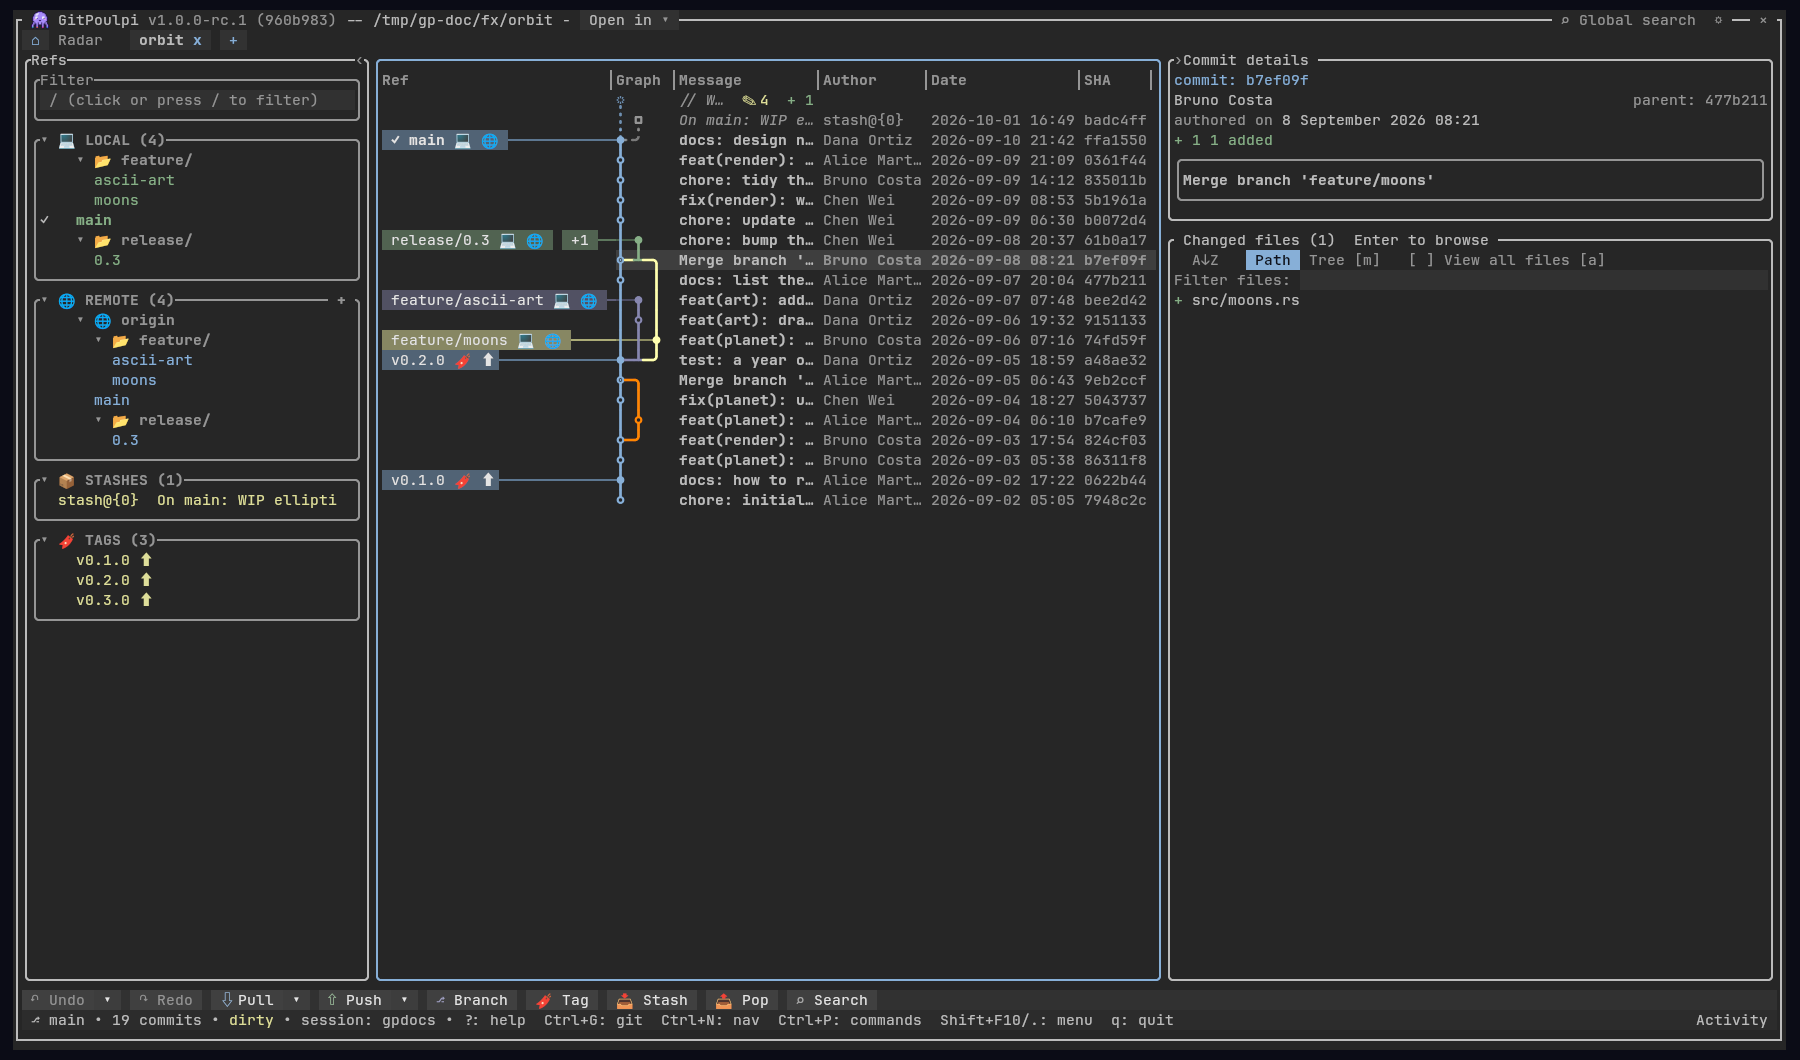 GitPoulpi v1.0.0-rc.1 (960b983) —— /tmp/gp-doc/fx/orbit - Open in ▾ ⌕ Global search ☼ — ×
⌂ Radar orbit x +
Refs ‹
Filter
/ (click or press / to filter)
▾ LOCAL (4)
▾ feature/
ascii-art
moons
✓ main
▾ release/
0.3
▾ REMOTE (4) +
▾ origin
▾ feature/
ascii-art
moons
main
▾ release/
0.3
▾ STASHES (1)
stash@{0} On main: WIP ellipti
▾ TAGS (3)
v0.1.0 ⬆
v0.2.0 ⬆
v0.3.0 ⬆
Ref Graph Message Author Date SHA
// W… ✎ 4 + 1
On main: WIP e… stash@{0} 2026-10-01 16:49 badc4ff
✓ main docs: design n… Dana Ortiz 2026-09-10 21:42 ffa1550
feat(render): … Alice Mart… 2026-09-09 21:09 0361f44
chore: tidy th… Bruno Costa 2026-09-09 14:12 835011b
fix(render): w… Chen Wei 2026-09-09 08:53 5b1961a
chore: update … Chen Wei 2026-09-09 06:30 b0072d4
release/0.3 +1 chore: bump th… Chen Wei 2026-09-08 20:37 61b0a17
Merge branch '… Bruno Costa 2026-09-08 08:21 b7ef09f
docs: list the… Alice Mart… 2026-09-07 20:04 477b211
feature/ascii-art feat(art): add… Dana Ortiz 2026-09-07 07:48 bee2d42
feat(art): dra… Dana Ortiz 2026-09-06 19:32 9151133
feature/moons feat(planet): … Bruno Costa 2026-09-06 07:16 74fd59f
v0.2.0 ⬆ test: a year o… Dana Ortiz 2026-09-05 18:59 a48ae32
Merge branch '… Alice Mart… 2026-09-05 06:43 9eb2ccf
fix(planet): u… Chen Wei 2026-09-04 18:27 5043737
feat(planet): … Alice Mart… 2026-09-04 06:10 b7cafe9
feat(render): … Bruno Costa 2026-09-03 17:54 824cf03
feat(planet): … Bruno Costa 2026-09-03 05:38 86311f8
v0.1.0 ⬆ docs: how to r… Alice Mart… 2026-09-02 17:22 0622b44
chore: initial… Alice Mart… 2026-09-02 05:05 7948c2c
› Commit details
commit: b7ef09f
Bruno Costa parent: 477b211
authored on 8 September 2026 08:21
+ 1 1 added
Merge branch 'feature/moons'
Changed files (1) Enter to browse
A↓Z Path Tree [m] [ ] View all files [a]
Filter files:
+ src/moons.rs
↶ Undo ▾ ↷ Redo ⇩ Pull ▾ ⇧ Push ▾ ⎇ Branch Tag Stash Pop ⌕ Search
⎇ main • 19 commits • dirty • session: gpdocs • ?: help Ctrl+G: git Ctrl+N: nav Ctrl+P: commands Shift+F10/.: menu q: quit Activity